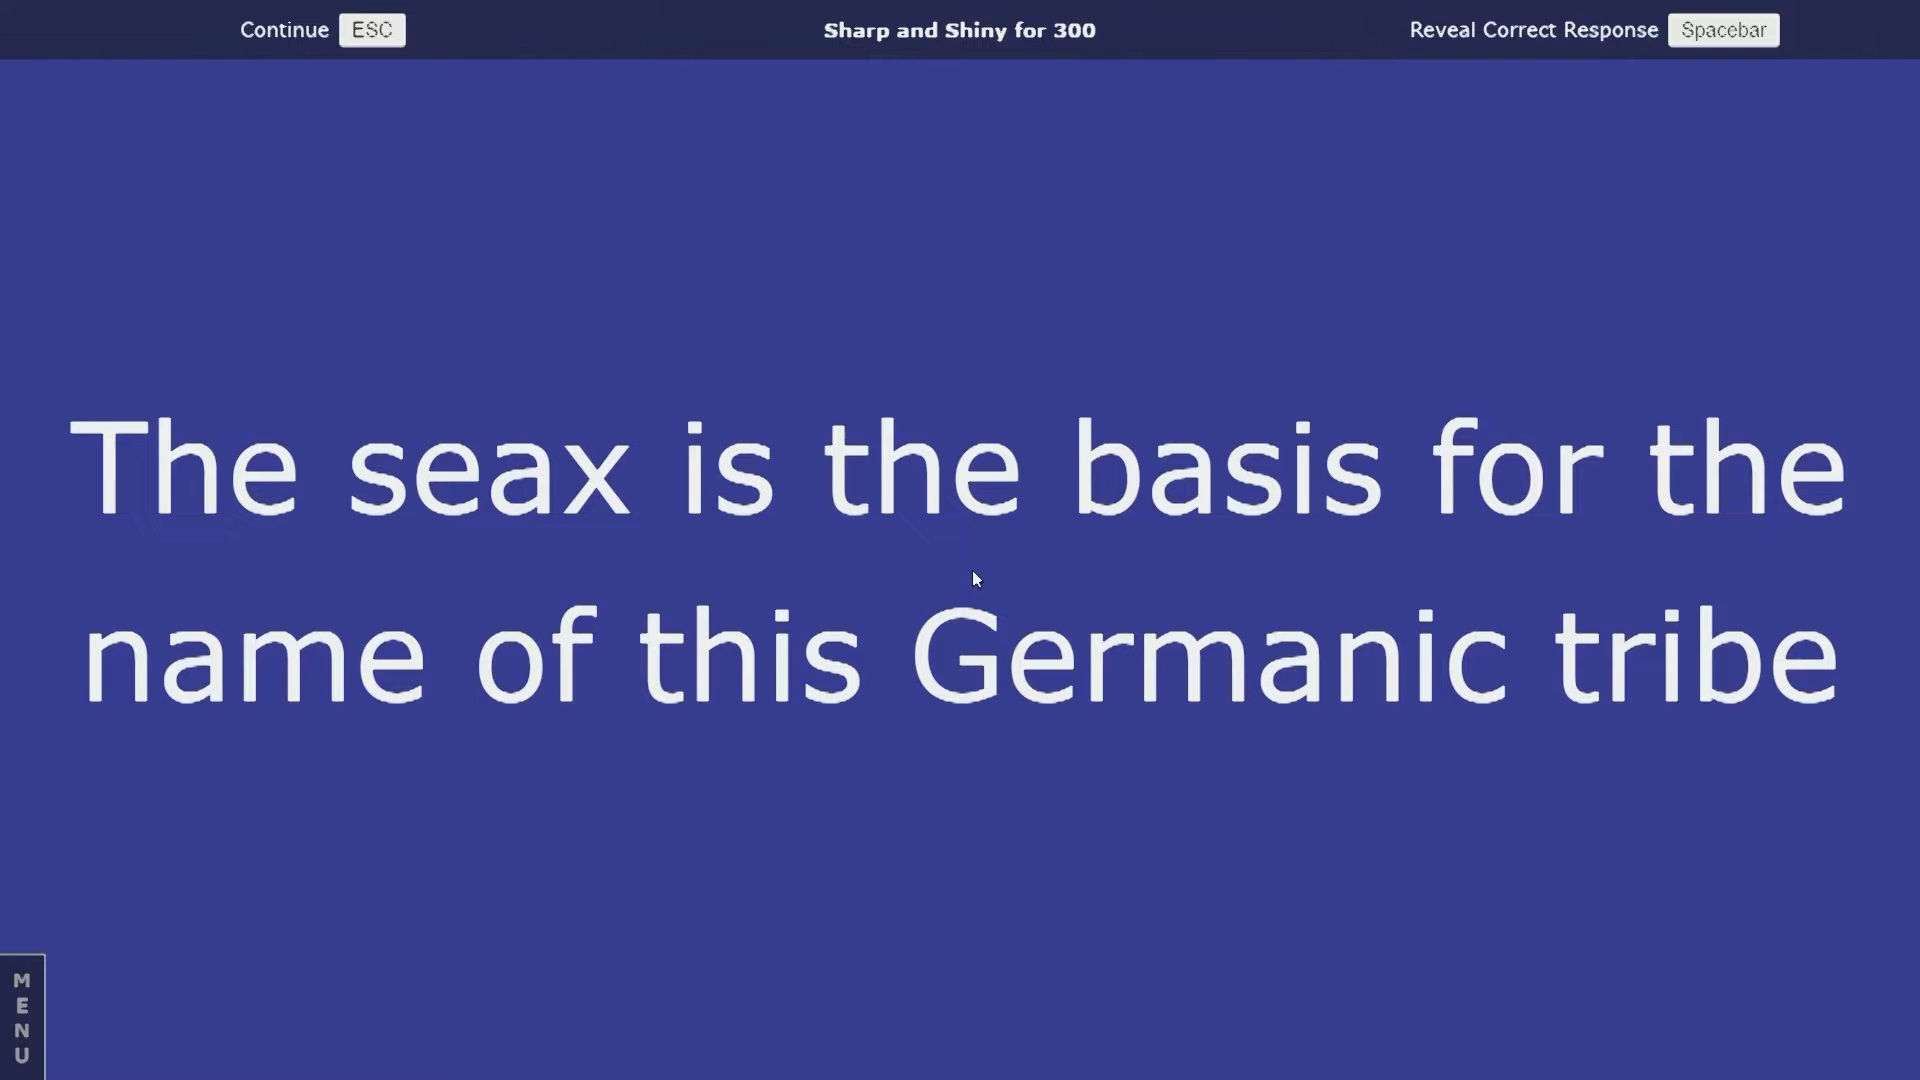 Continue ESC Sharp and Shiny for 300 Reveal Correct Response Spacebar
The seax is the basis for the
name of this Germanic tribe
MENU